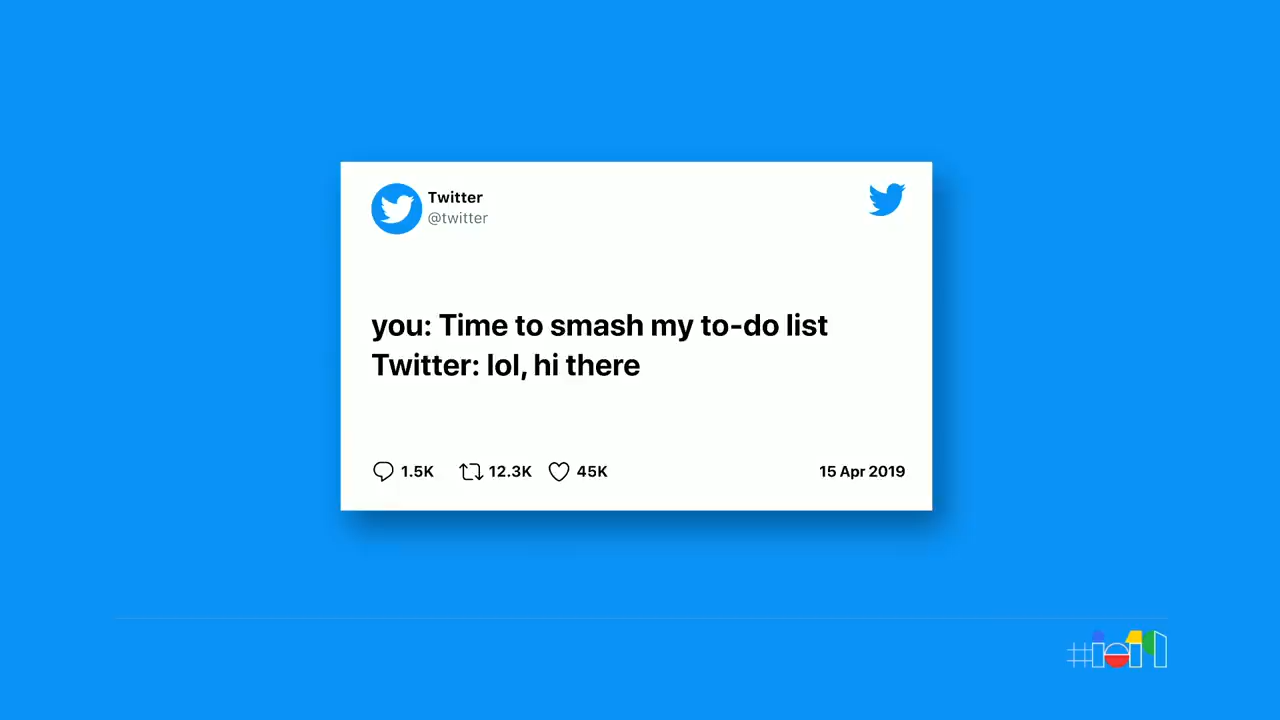 Twitter
@twitter
you: Time to smash my to-do list
Twitter: lol, hi there
1.5K 12.3K 45K 15 Apr 2019
#io19